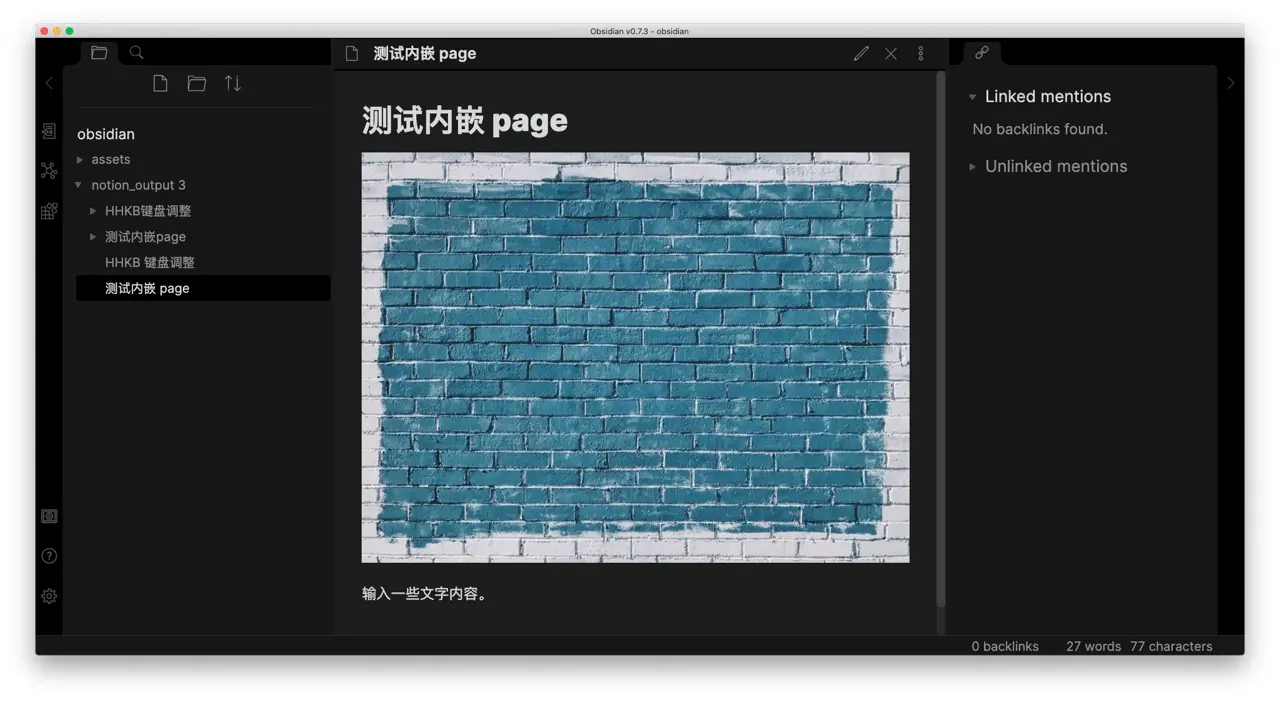 Obsidian v0.7.3 - obsidian
测试内嵌 page
obsidian
assets
notion_output 3
HHKB键盘调整
测试内嵌page
HHKB 键盘调整
测试内嵌 page
测试内嵌 page
输入一些文字内容。
Linked mentions
No backlinks found.
Unlinked mentions
0 backlinks 27 words 77 characters